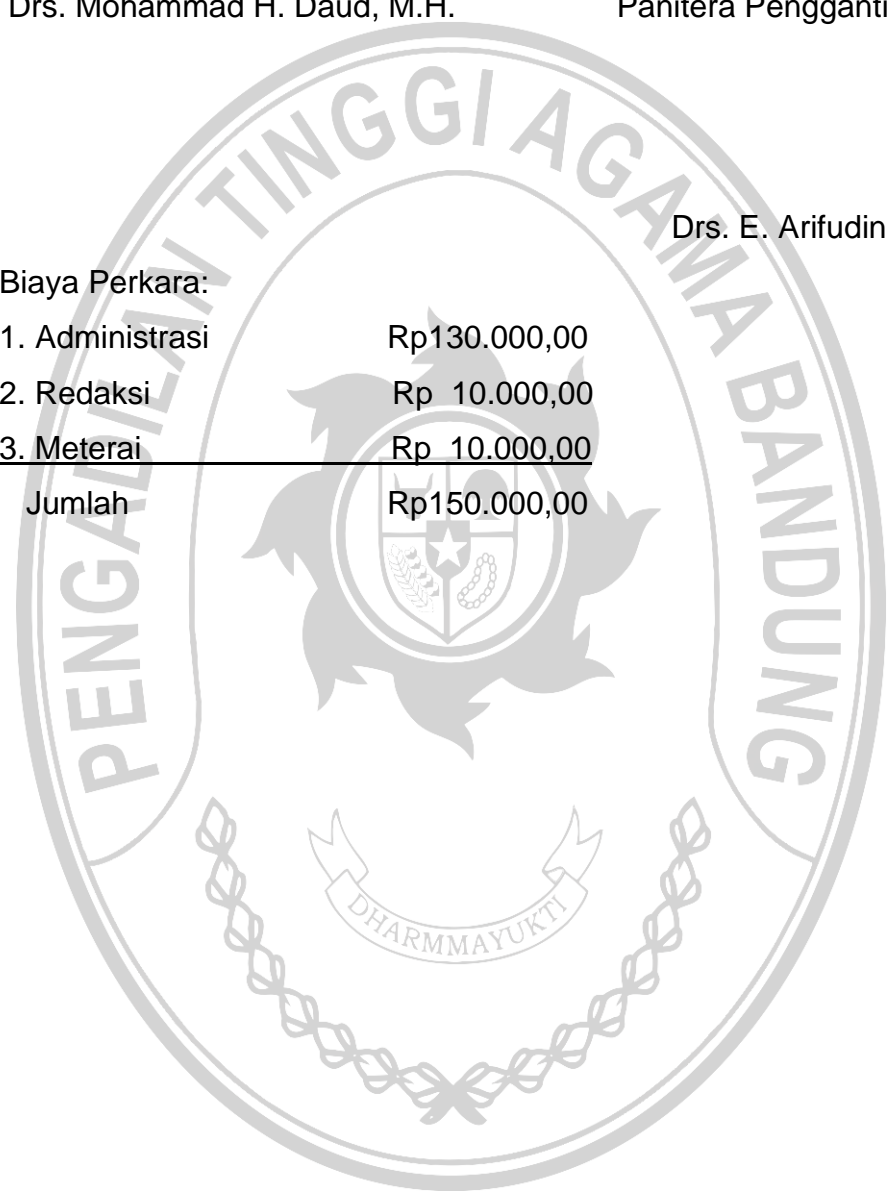 Drs. Mohammad H. Daud, M.H. Panitera Pengganti
PENGADILAN TINGGI AGAMA BANDUNG
Drs. E. Arifudin
Biaya Perkara:
1. Administrasi Rp130.000,00
2. Redaksi Rp 10.000,00
3. Meterai Rp 10.000,00
Jumlah Rp150.000,00
DHARMMAYUKTI